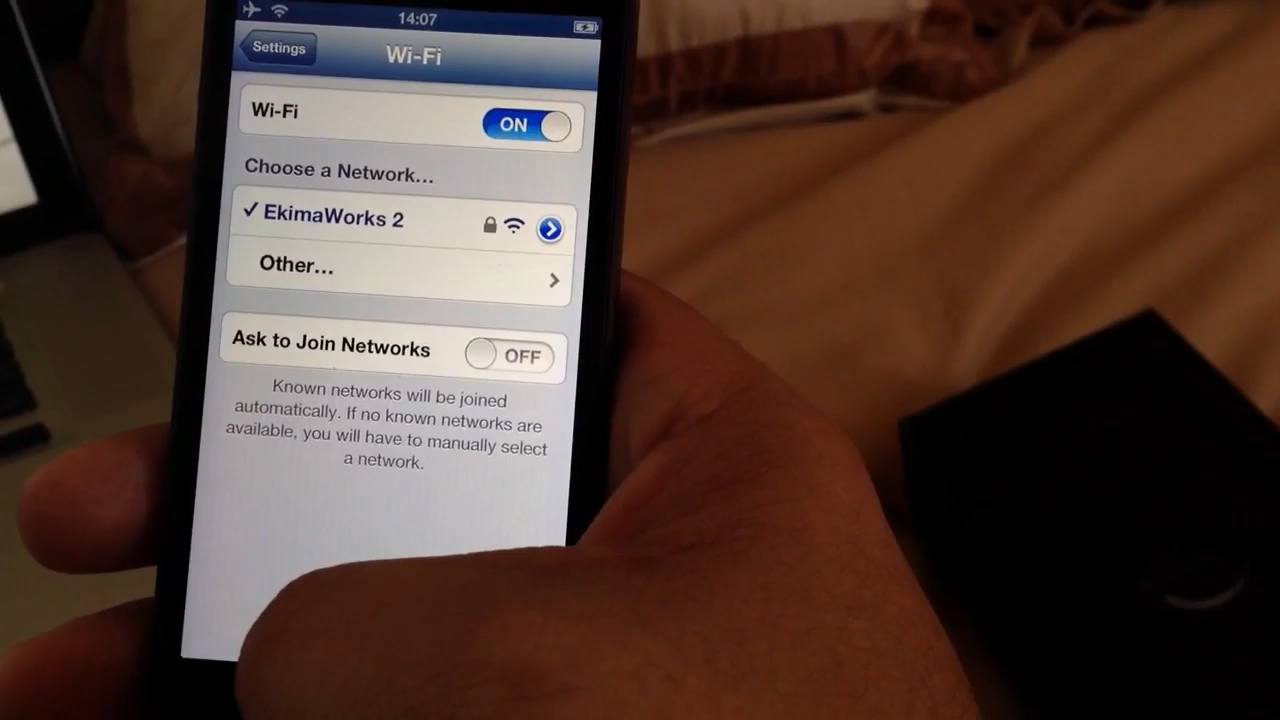 14:07
Settings
Wi-Fi
Wi-Fi
ON
Choose a Network...
EkimaWorks 2
Other...
Ask to Join Networks
OFF
Known networks will be joined
automatically. If no known networks are
available, you will have to manually select
a network.